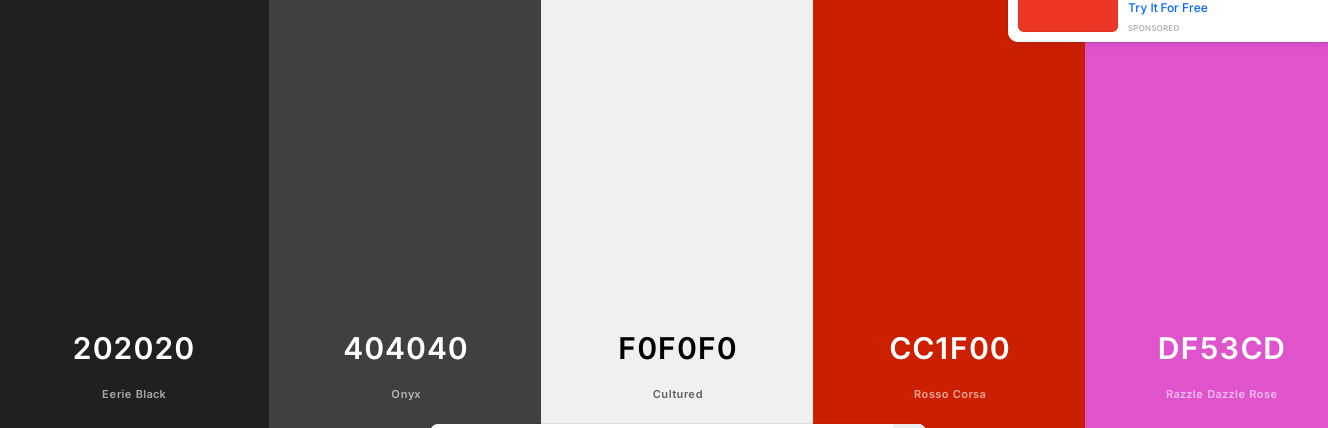 Try It For Free
SPONSORED
202020
404040
F0F0F0
CC1F00
DF53CD
Eerie Black
Onyx
Cultured
Rosso Corsa
Razzle Dazzle Rose